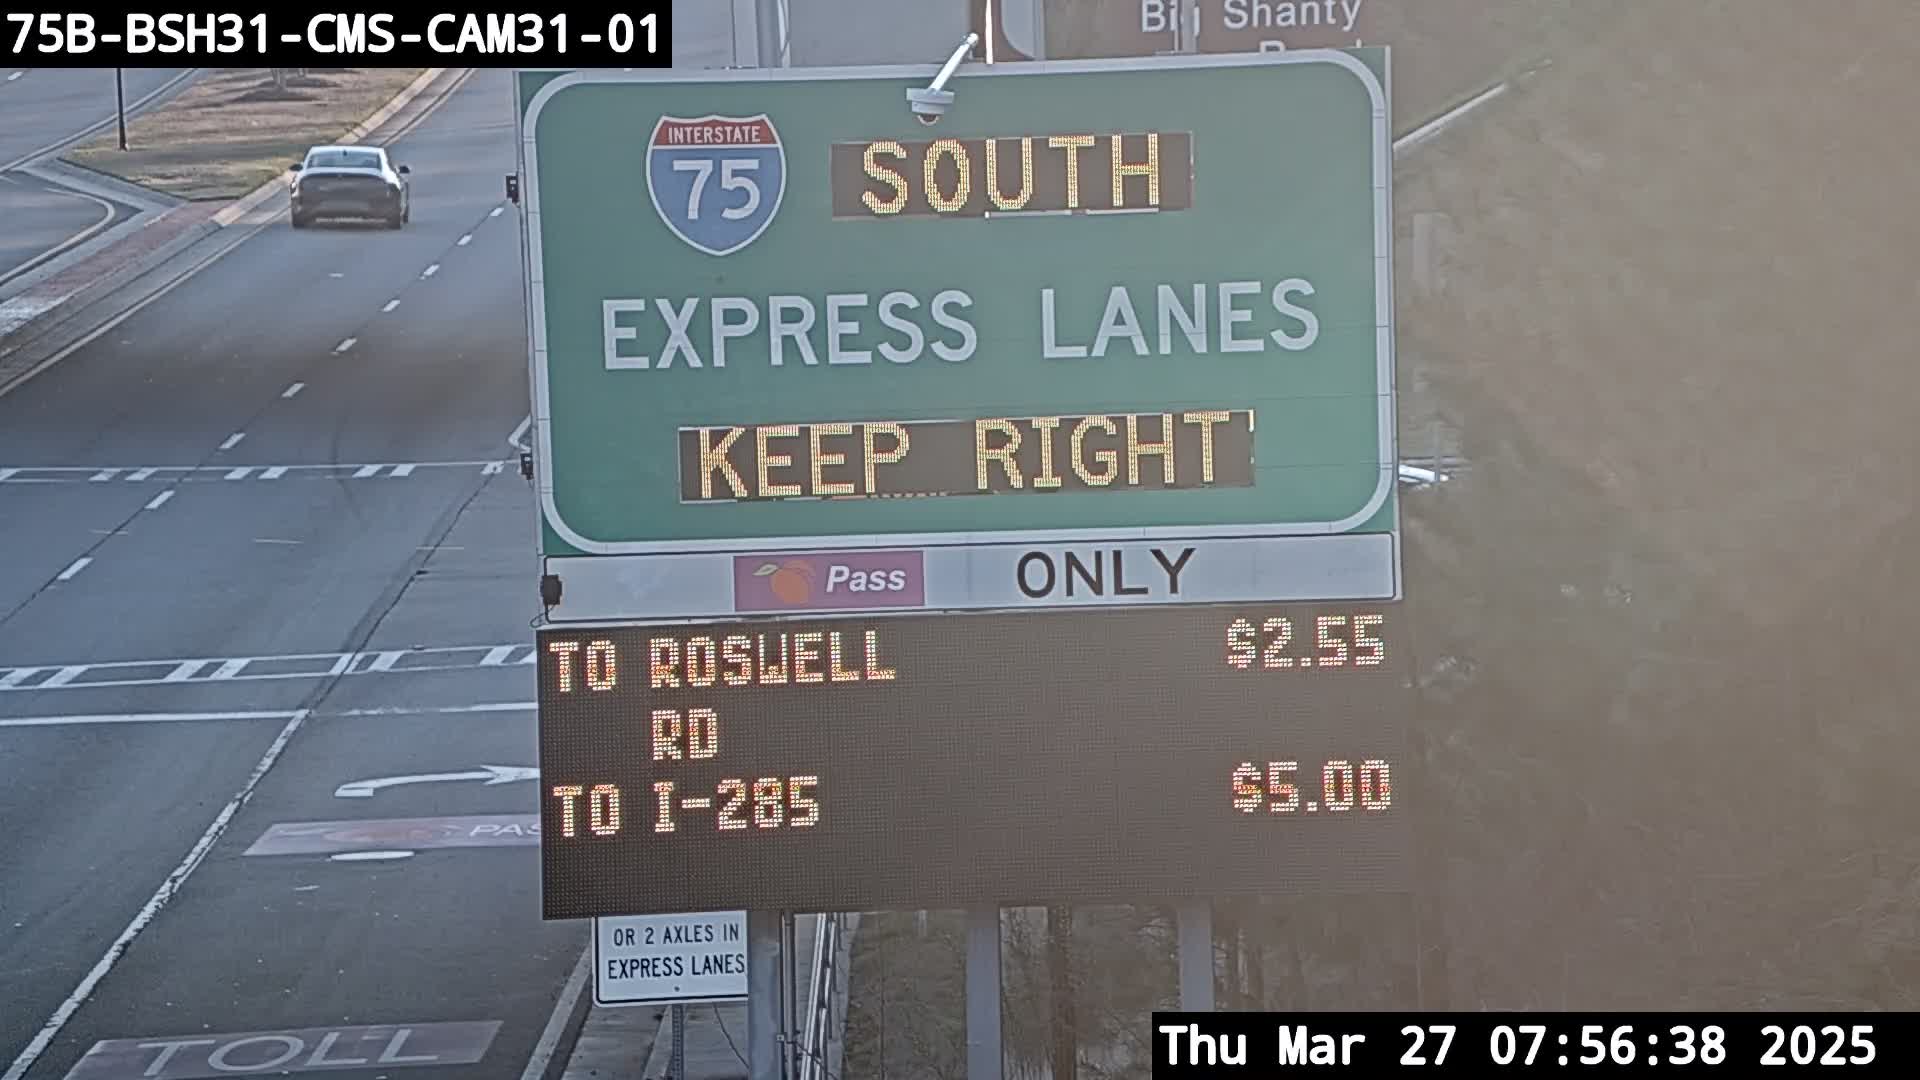 75B-BSH31-CMS-CAM31-01
Big Shanty
INTERSTATE
75
SOUTH
EXPRESS LANES
KEEP RIGHT
Pass
ONLY
TO ROSWELL $2.55
RD
TO I-285 $5.00
PAS
OR 2 AXLES IN
EXPRESS LANES
TOLL
Thu Mar 27 07:56:38 2025